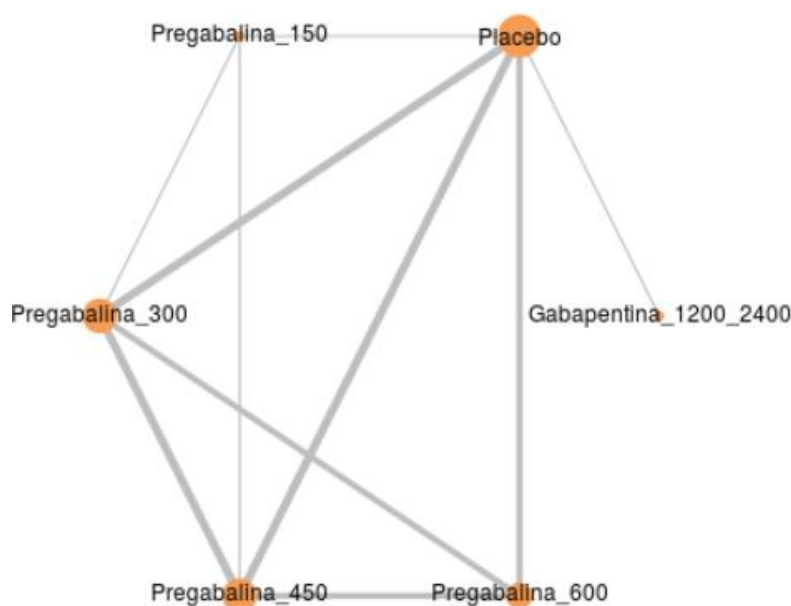 Pregabalina_150
Placebo
Pregabalina_300
Gabapentina_1200_2400
Pregabalina_450
Pregabalina_600